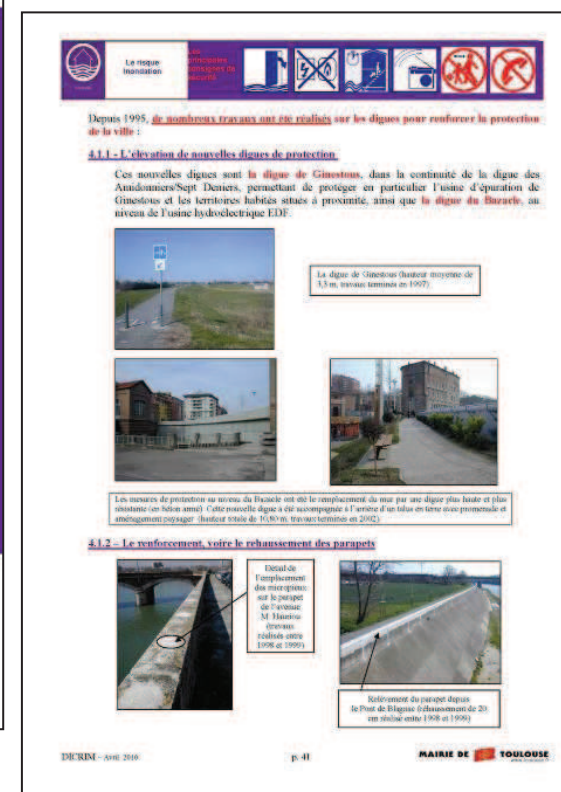 Le risque
Inondation
Les
principales
consignes de
sécurité
Depuis 1995, de nombreux travaux ont été réalisés sur les digues pour renforcer la protection
de la ville :
4.1.1 - L'élévation de nouvelles digues de protection
Ces nouvelles digues sont la digue de Ginestous, dans la continuité de la digue des
Amidonniers/Sept Deniers, permettant de protéger en particulier l'usine d'épuration de
Ginestous et les territoires habités situés à proximité, ainsi que la digue du Bazacle, au
niveau de l'usine hydroélectrique EDF.
La digue de Ginestous (hauteur moyenne de
3,3 m, travaux terminés en 1997)
Les mesures de protection au niveau du Bazacle ont été le remplacement du mur par une digue plus haute et plus
résistante (en béton armé). Cette nouvelle digue a été accompagnée à l'arrière d'un talus en terre avec promenade et
aménagement paysager (hauteur totale de 10,80 m, travaux terminés en 2002)
4.1.2 – Le renforcement, voire le rehaussement des parapets
Détail de
l'emplacement
des micropieux
sur le parapet
de l'avenue
M. Hauriou
(travaux
réalisés entre
1998 et 1999)
Relèvement du parapet depuis
le Pont de Blagnac (réhaussement de 20
cm réalisé entre 1998 et 1999)
DICRIM – Avril 2010
p. 41
MAIRIE DE TOULOUSE